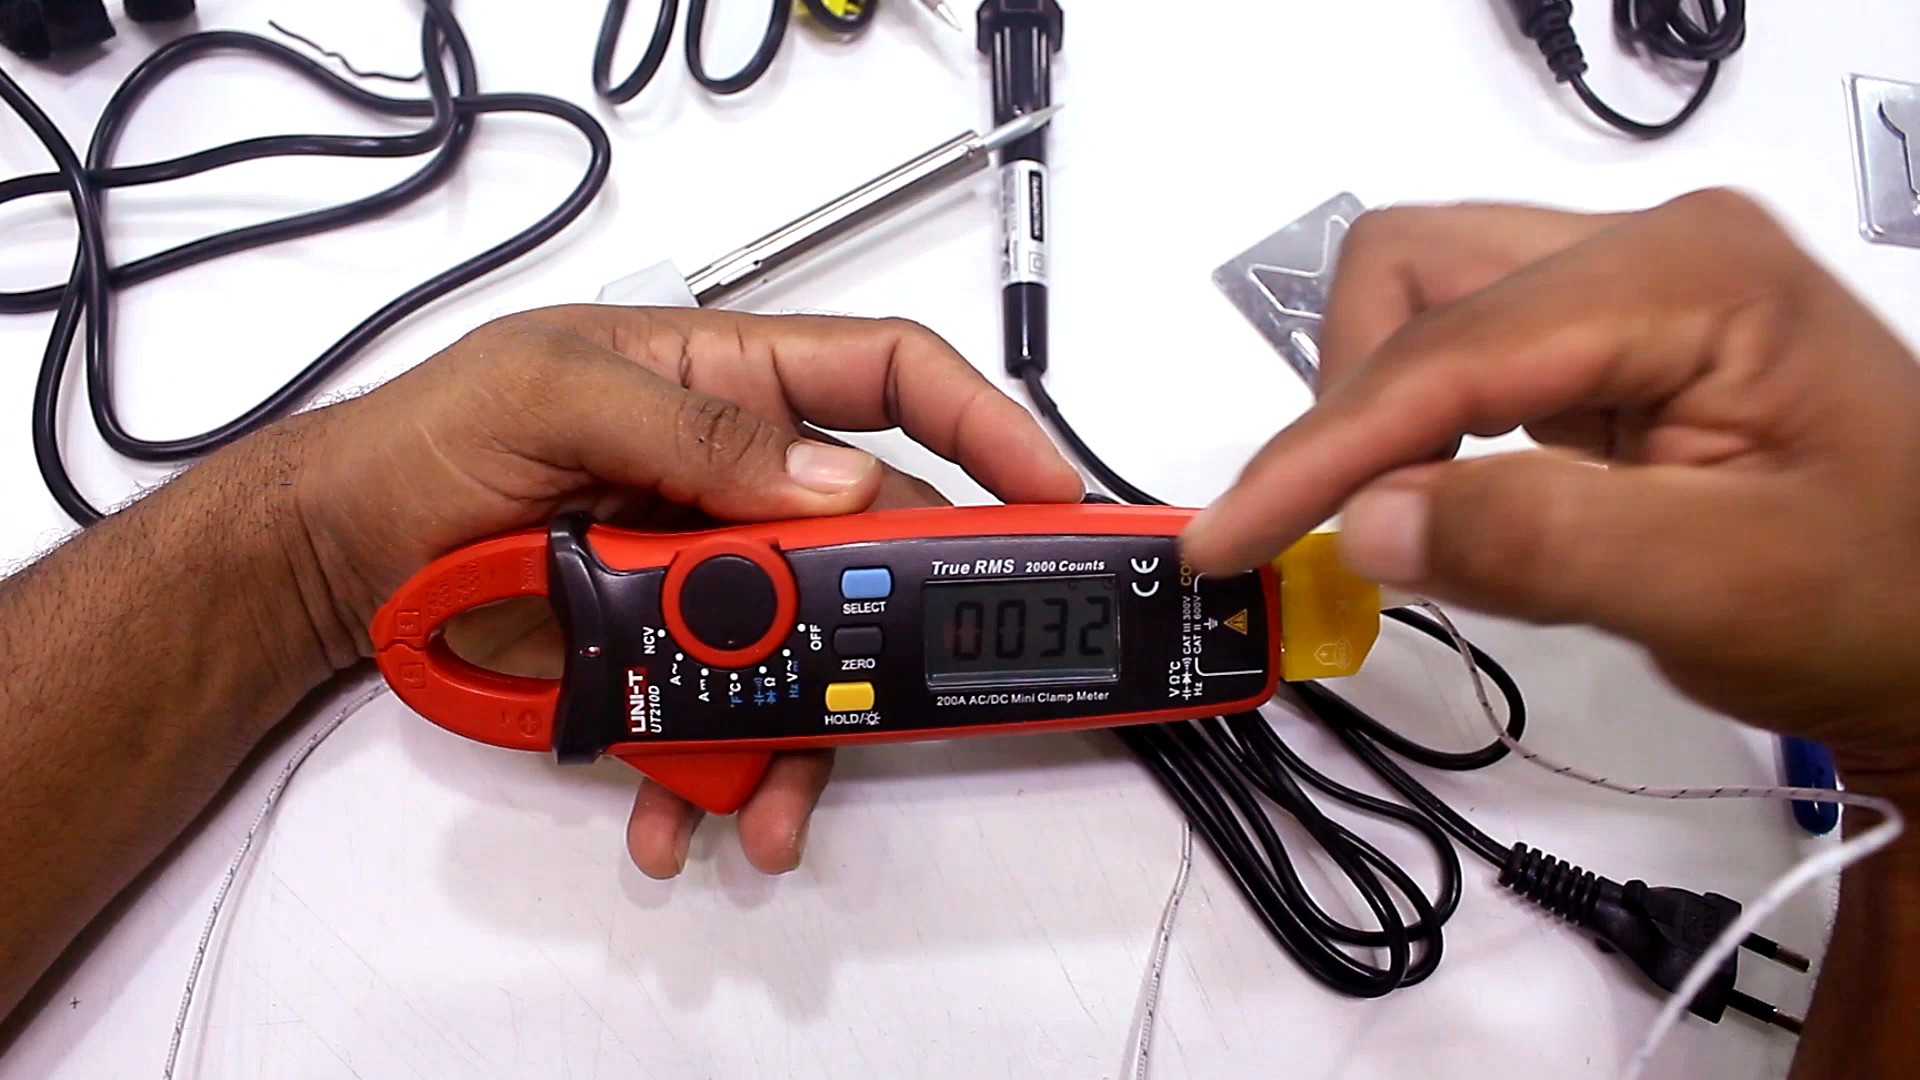 True RMS 2000 Counts
CE
0032
200A AC/DC Mini Clamp Meter
SELECT
ZERO
HOLD/
UNI-T
UT210D
NCV
A~
A
°F°C
Ω
Hz V~
OFF
CAT III 300V
CAT II 600V
VΩ°C
Hz